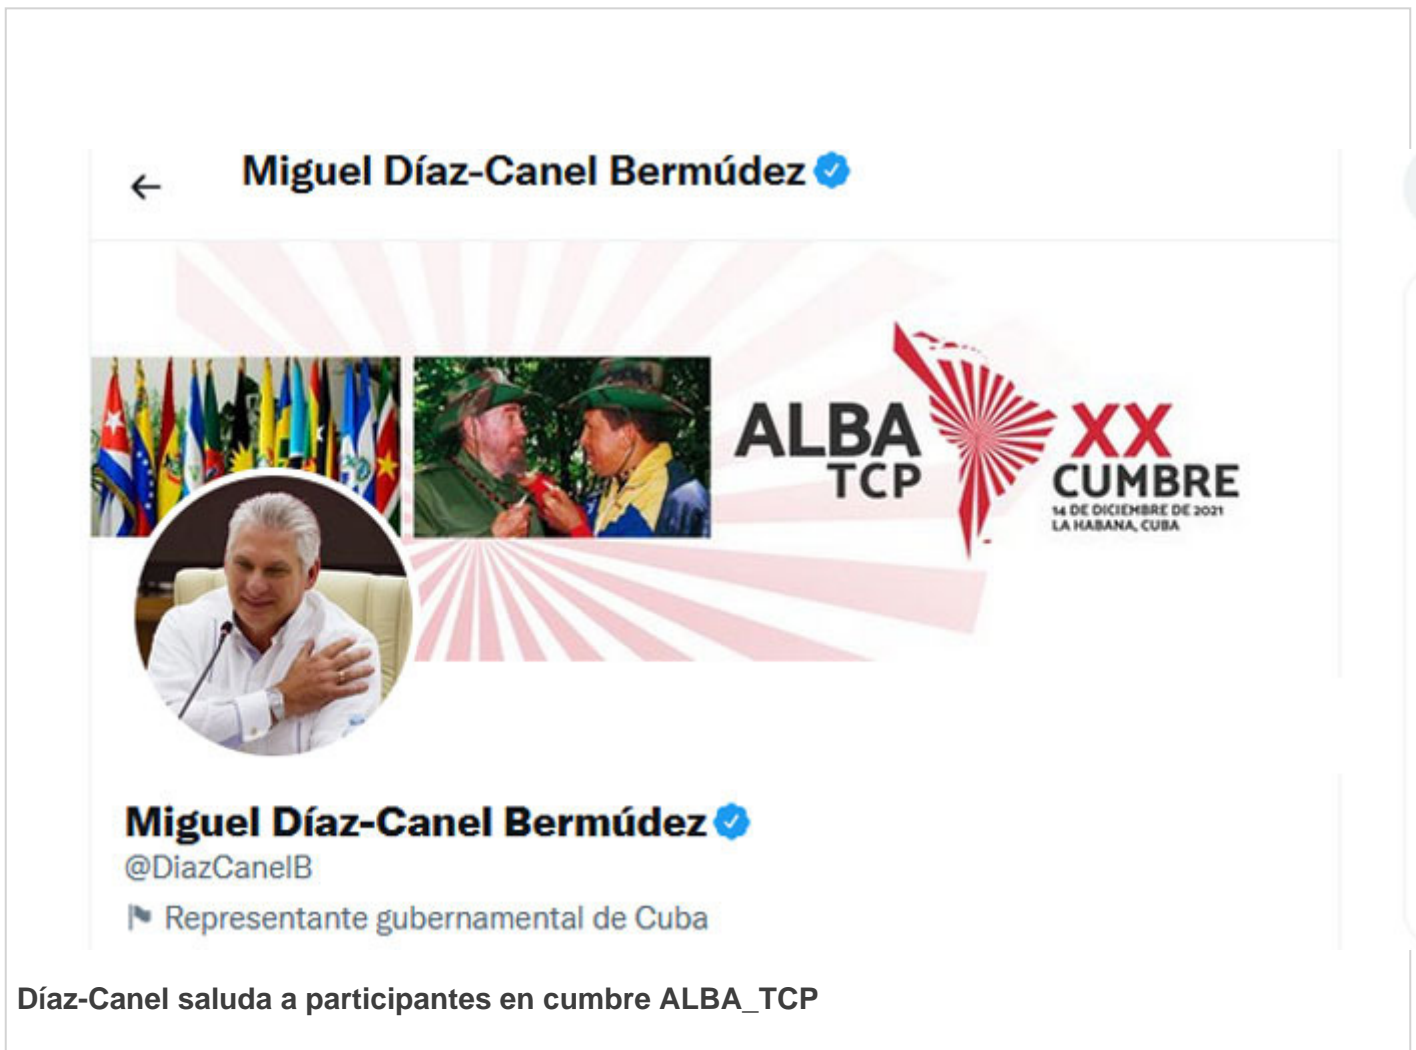 Miguel Díaz-Canel Bermúdez
ALBA
TCP
XX
CUMBRE
14 DE DICIEMBRE DE 2021
LA HABANA, CUBA
Miguel Díaz-Canel Bermúdez
@DiazCanelB
Representante gubernamental de Cuba
Díaz-Canel saluda a participantes en cumbre ALBA_TCP